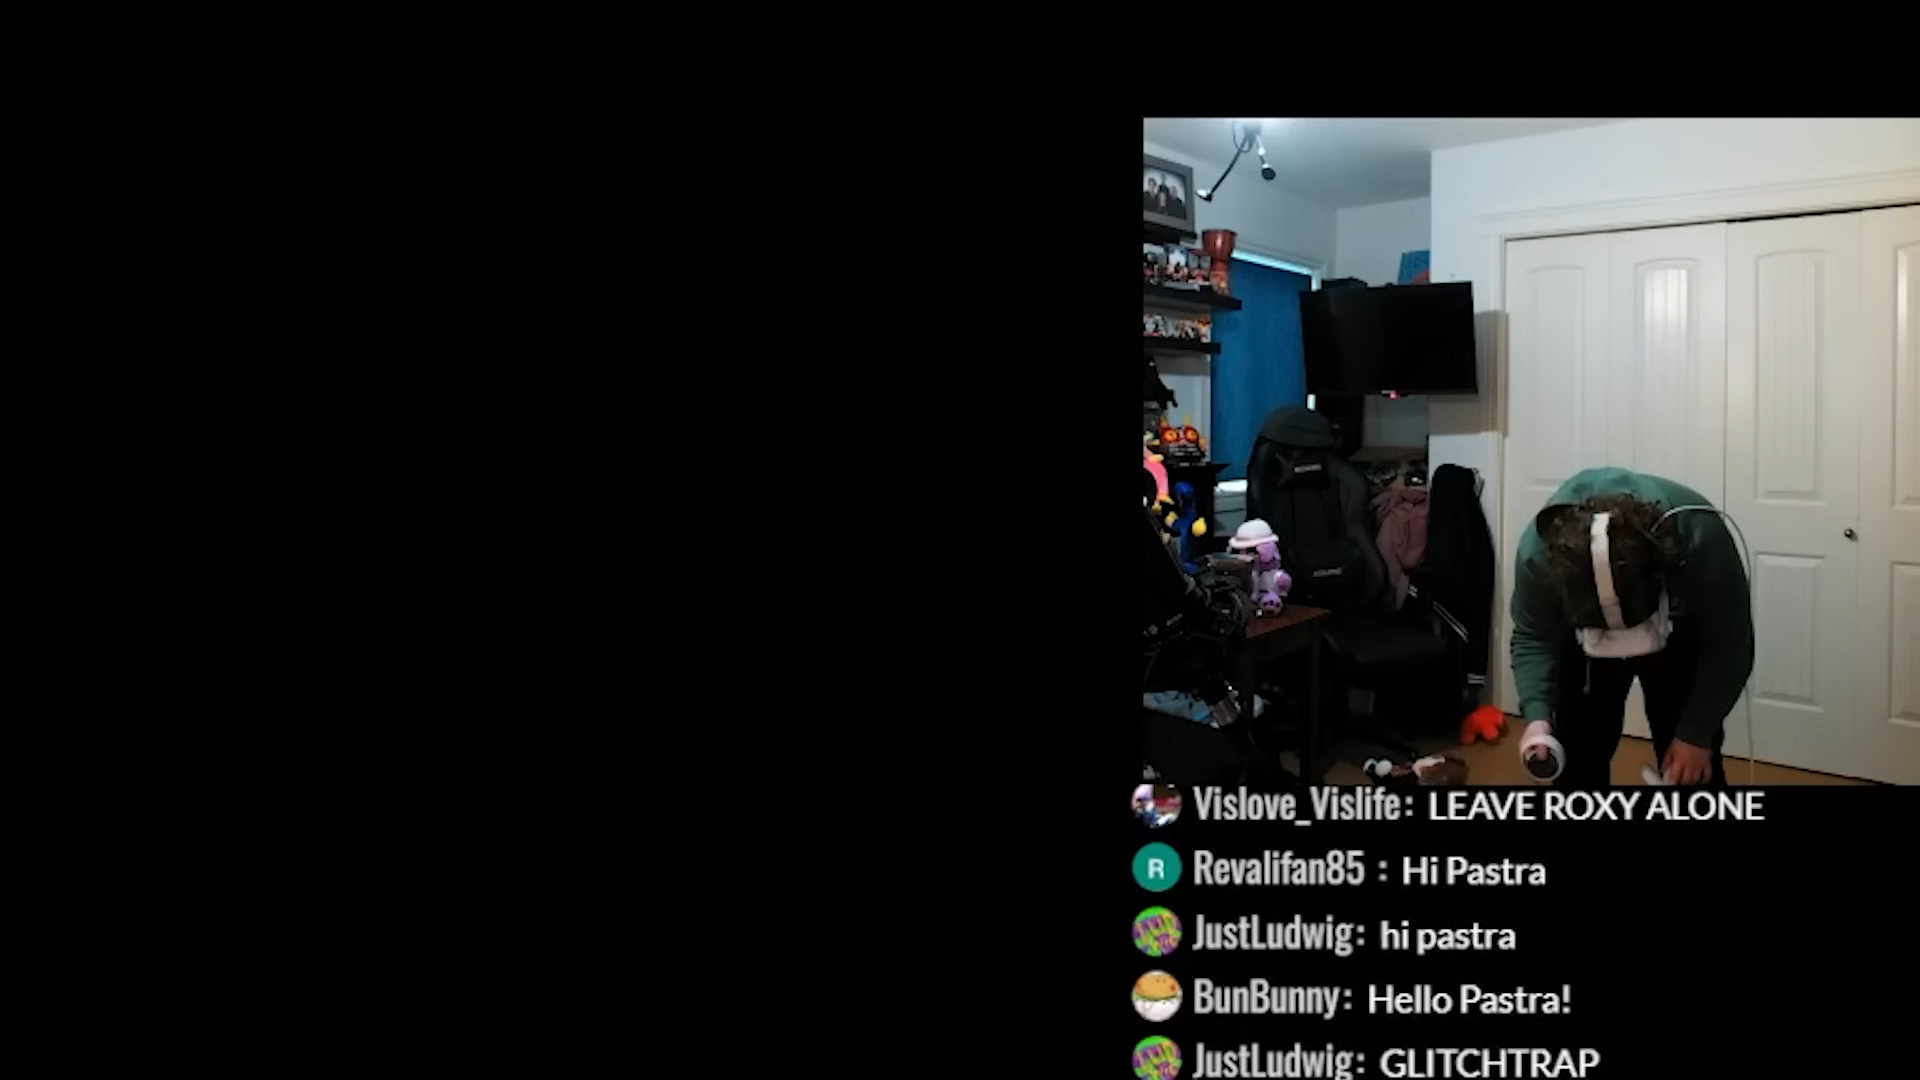 Vislove_Vislife: LEAVE ROXY ALONE
R Revalifan85 : Hi Pastra
JustLudwig: hi pastra
BunBunny: Hello Pastra!
JustLudwig: GLITCHTRAP